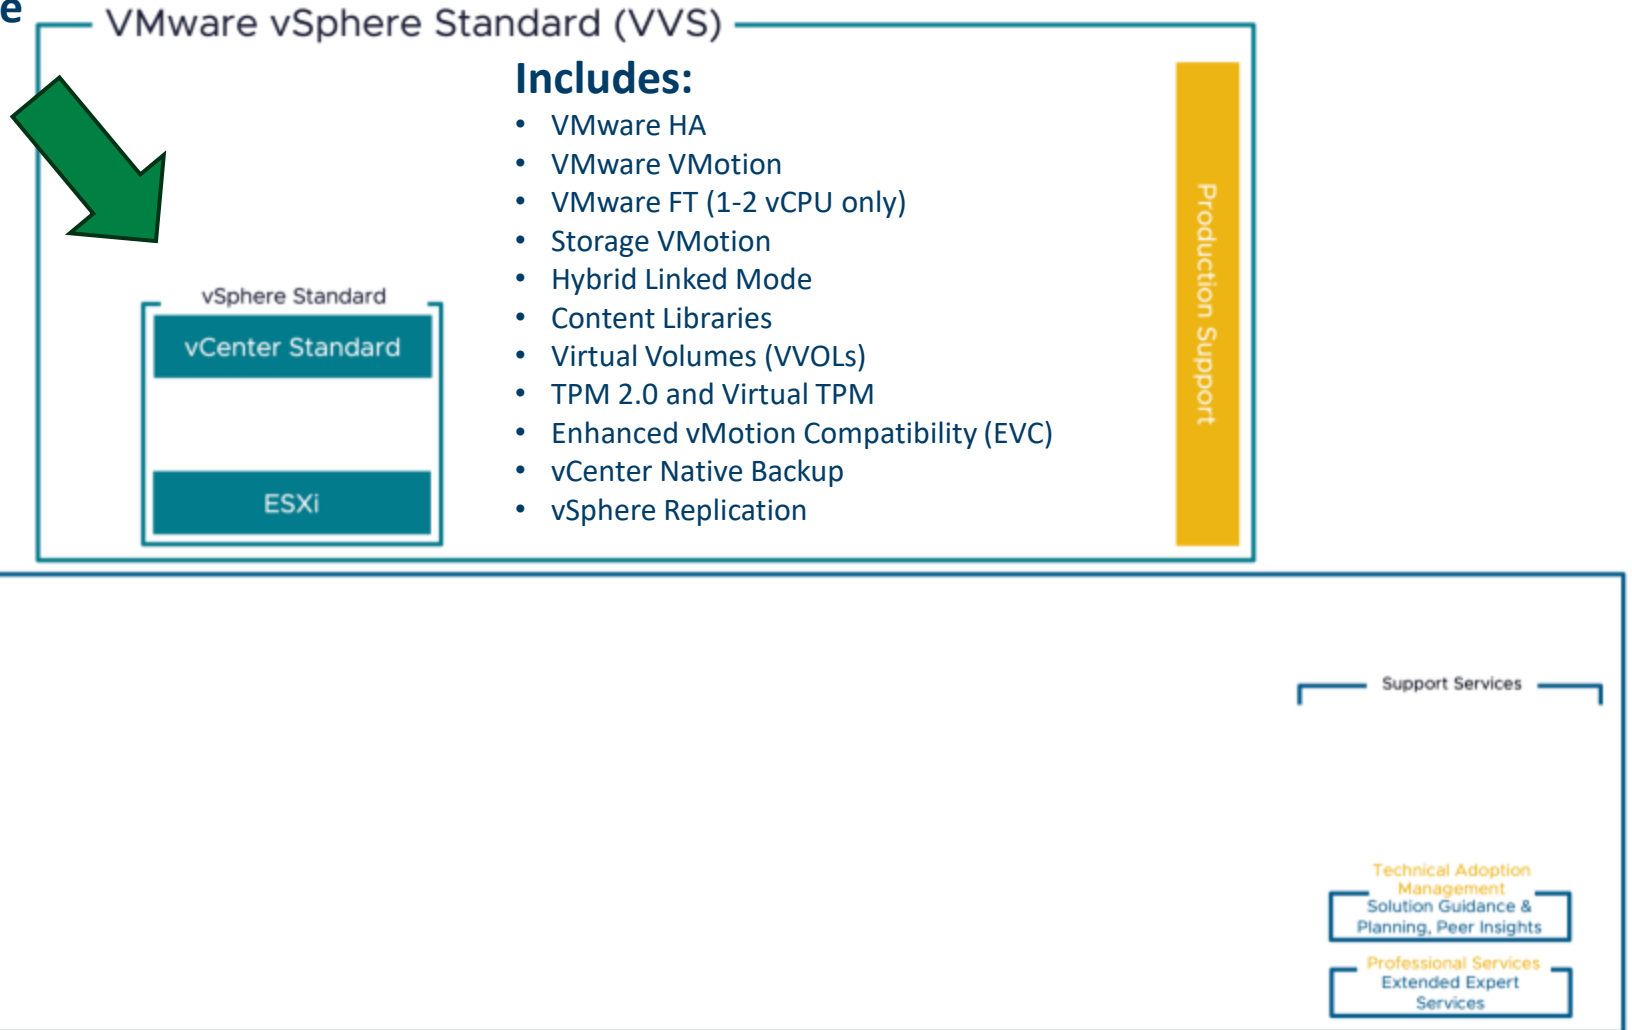 e
VMware vSphere Standard (VVS)
Includes:
• VMware HA
• VMware VMotion
• VMware FT (1-2 vCPU only)
• Storage VMotion
• Hybrid Linked Mode
• Content Libraries
• Virtual Volumes (VVOLs)
• TPM 2.0 and Virtual TPM
• Enhanced vMotion Compatibility (EVC)
• vCenter Native Backup
• vSphere Replication
vSphere Standard
vCenter Standard
ESXi
Production Support
Support Services
Technical Adoption
Management
Solution Guidance &
Planning, Peer Insights
Professional Services
Extended Expert
Services